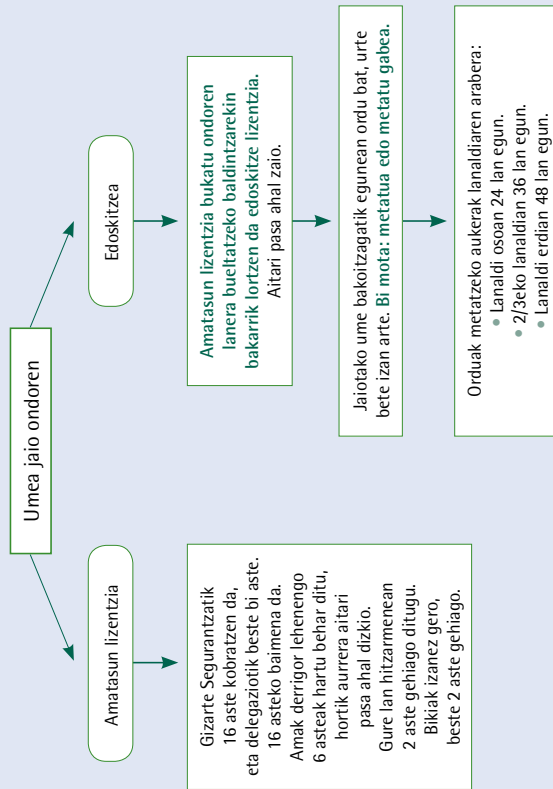 Umea jaio ondoren
Amatasun lizentzia
Gizarte Segurantzatik
16 aste kobratzen da,
eta delegaziotik beste bi aste.
16 asteko baimena da.
Amak derrigor lehenengo
6 asteak hartu behar ditu,
hortik aurrera aitari
pasa ahal dizkio.
Gure lan hitzarmenean
2 aste gehiago ditugu.
Bikiak izanez gero,
beste 2 aste gehiago.
Edoskitzea
Amatasun lizentzia bukatu ondoren
lanera bueltatzeko baldintzarekin
bakarrik lortzen da edoskitze lizentzia.
Aitari pasa ahal zaio.
Jaiotako ume bakoitzagatik egunean ordu bat, urte
bete izan arte. Bi mota: metatua edo metatu gabea.
Orduak metatzeko aukerak lanaldiaren arabera:
• Lanaldi osoan 24 lan egun.
• 2/3eko lanaldian 36 lan egun.
• Lanaldi erdian 48 lan egun.